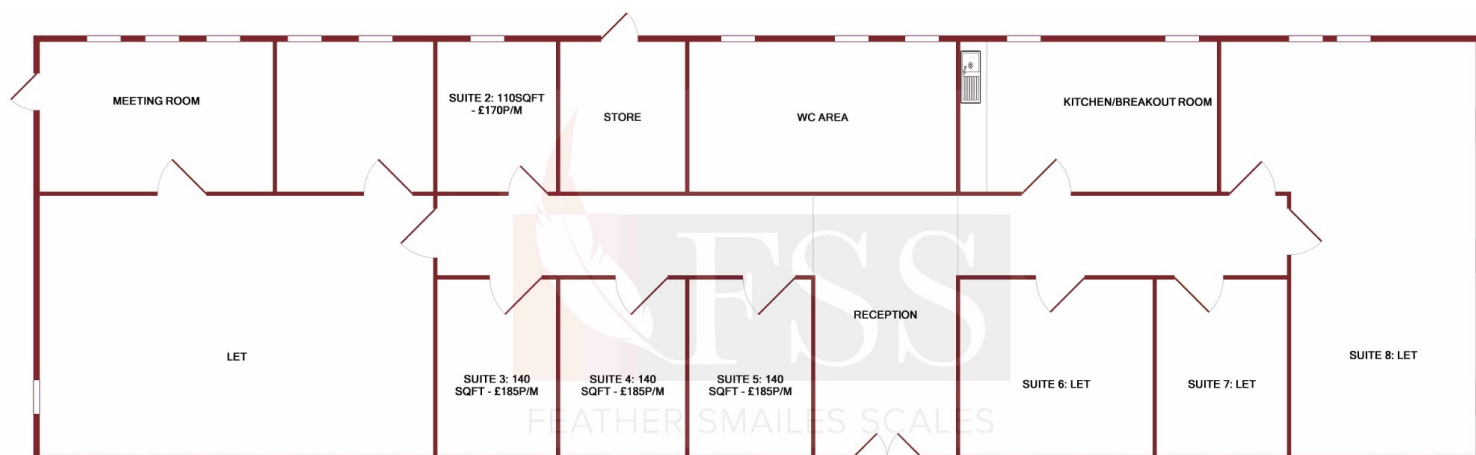 MEETING ROOM
SUITE 2: 110SQFT
- £170P/M
STORE
WC AREA
KITCHEN/BREAKOUT ROOM
LET
SUITE 3: 140
SQFT - £185P/M
SUITE 4: 140
SQFT - £185P/M
SUITE 5: 140
SQFT - £185P/M
RECEPTION
SUITE 6: LET
SUITE 7: LET
SUITE 8: LET
FSS
FEATHER SMAILES SCALES